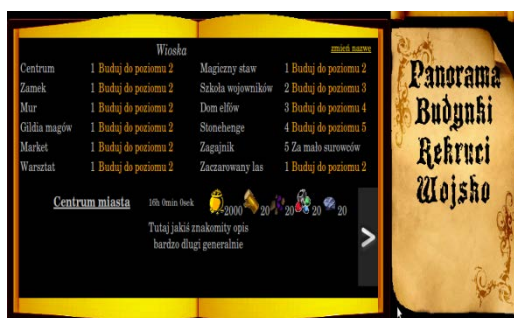 Wioska
zmień nazwe
Centrum 1 Buduj do poziomu 2 Magiczny staw 1 Buduj do poziomu 2
Zamek 1 Buduj do poziomu 2 Szkoła wojowników 2 Buduj do poziomu 3
Mur 1 Buduj do poziomu 2 Dom elfów 3 Buduj do poziomu 4
Gildia magów 1 Buduj do poziomu 2 Stonehenge 4 Buduj do poziomu 5
Market 1 Buduj do poziomu 2 Zagajnik 5 Za mało surowców
Warsztat 1 Buduj do poziomu 2 Zaczarowany las 1 Buduj do poziomu 2
Centrum miasta 16h 0min 0sek 2000 20 20 20 20
Tutaj jakiś znakomity opis
bardzo dlugi generalnie
>
Panorama
Budynki
Rekruci
Wojsko